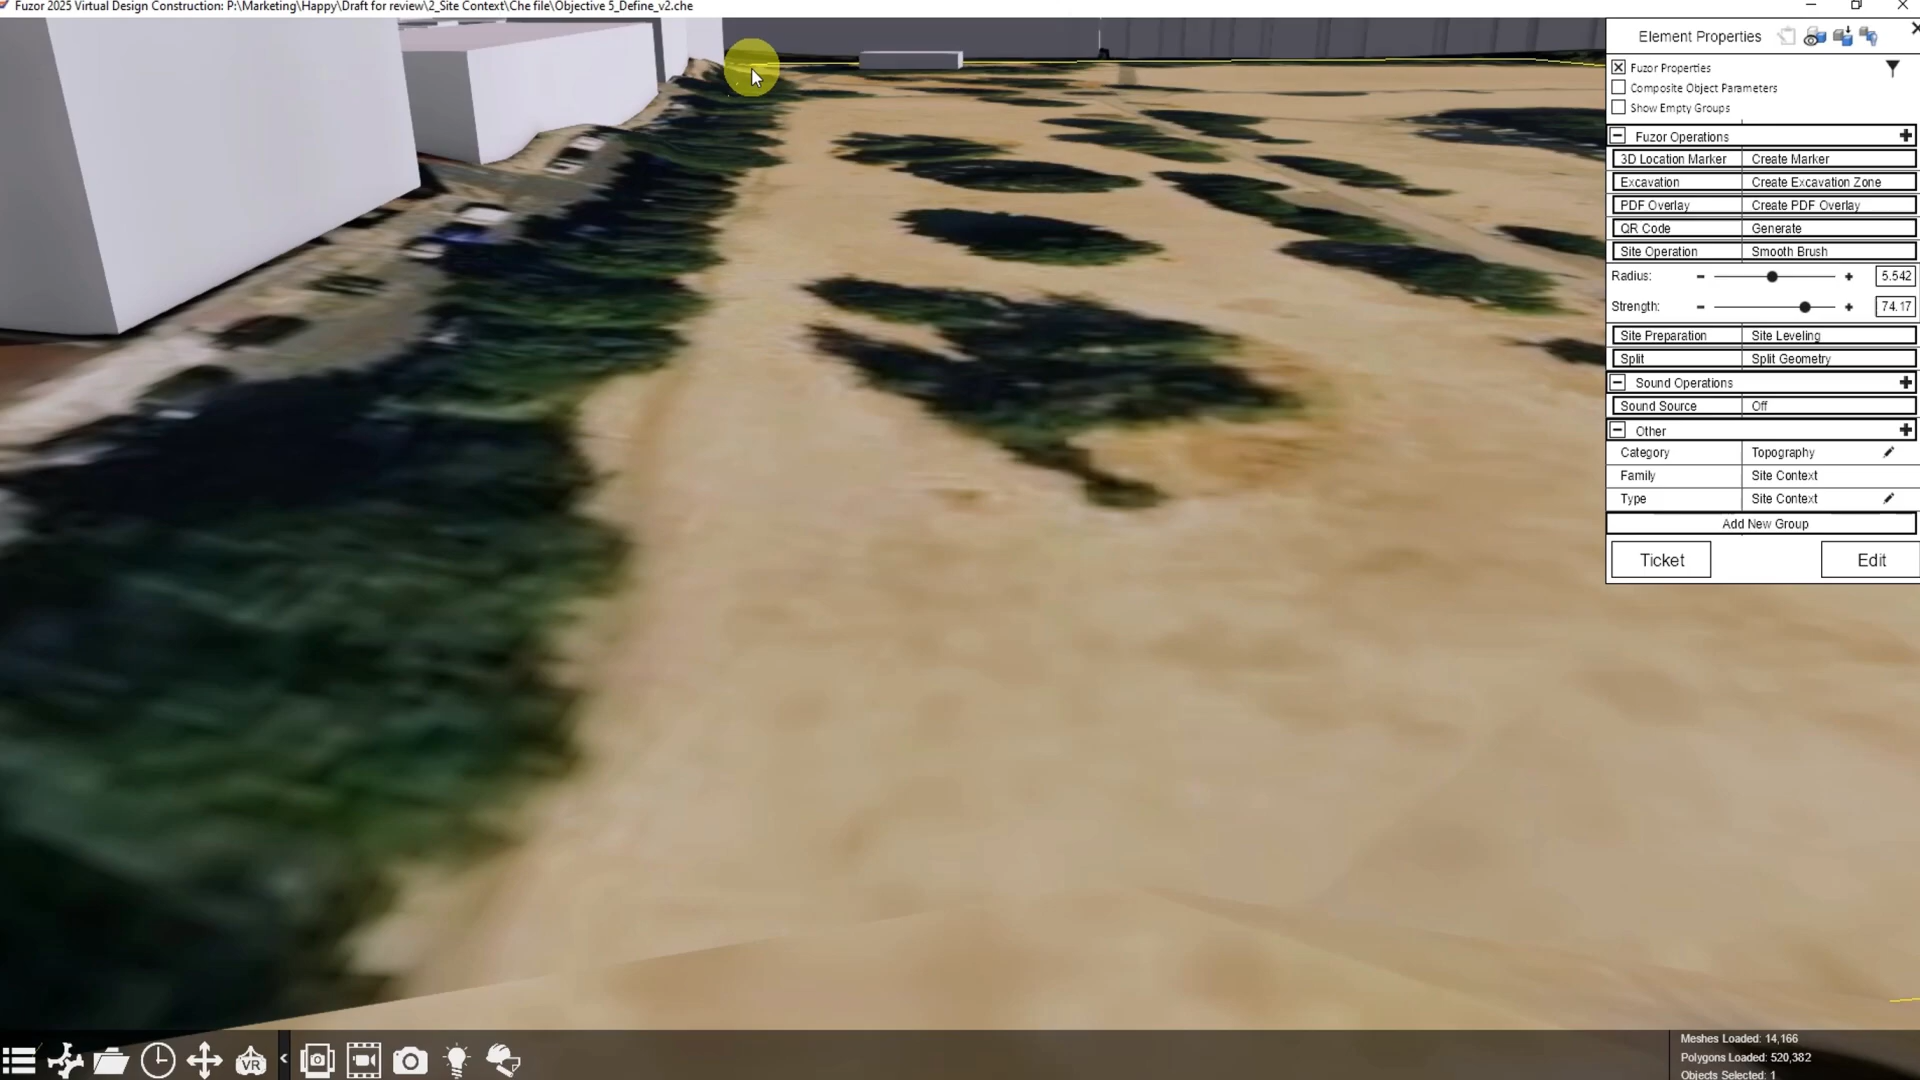 Fuzor 2025 Virtual Design Construction: P:\Marketing\Happy\Draft for review\2_Site Context\Che file\Objective 5_Define_v2.che
Element Properties
Fuzor Properties
Composite Object Parameters
Show Empty Groups
Fuzor Operations
3D Location Marker Create Marker
Excavation Create Excavation Zone
PDF Overlay Create PDF Overlay
QR Code Generate
Site Operation Smooth Brush
Radius: - + 5.542
Strength: - + 74.17
Site Preparation Site Leveling
Split Split Geometry
Sound Operations
Sound Source Off
Other
Category Topography
Family Site Context
Type Site Context
Add New Group
Ticket Edit
VR
Meshes Loaded: 14,166
Polygons Loaded: 520,382
Objects Selected: 1